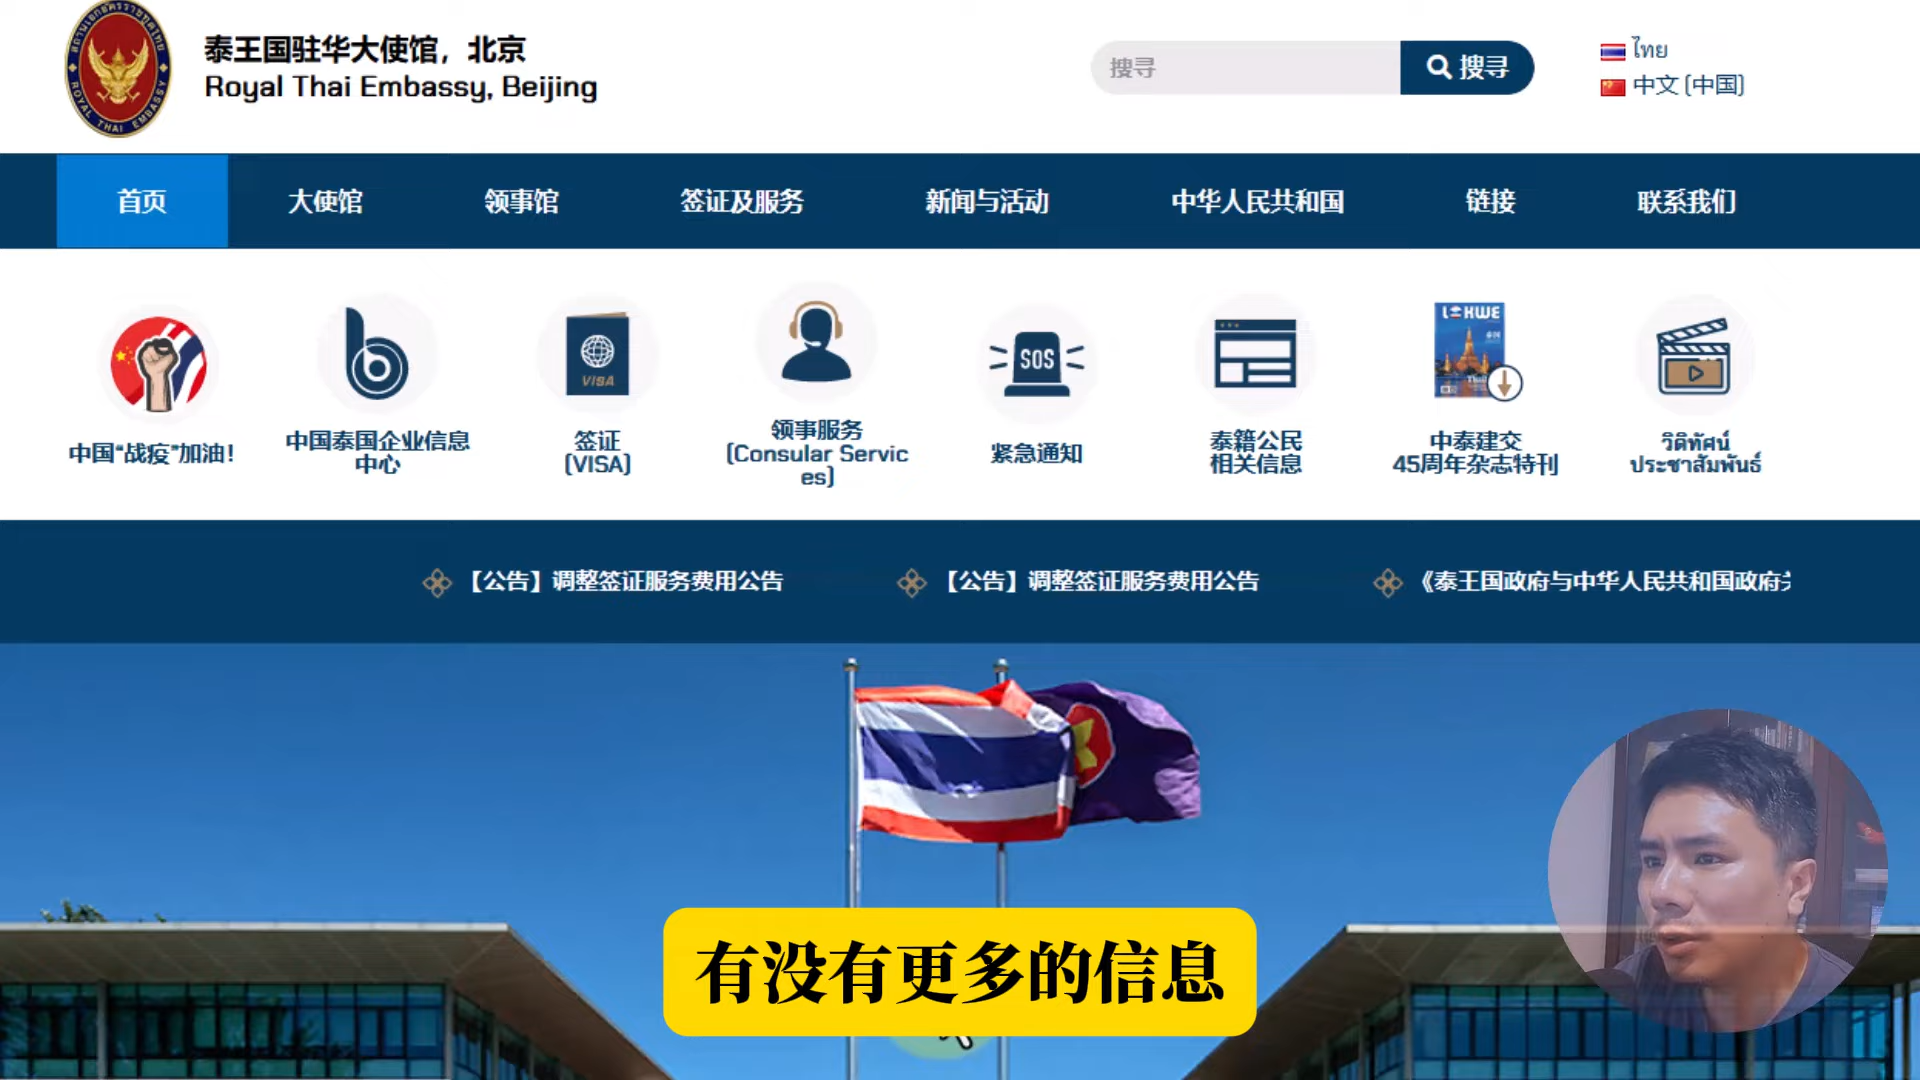 泰王国驻华大使馆，北京
Royal Thai Embassy, Beijing
ROYAL THAI EMBASSY
搜寻
搜寻
ไทย
中文 (中国)
首页
大使馆
领事馆
签证及服务
新闻与活动
中华人民共和国
链接
联系我们
VISA
SOS
中国“战疫”加油！
中国泰国企业信息
中心
签证
(VISA)
领事服务
(Consular Servic
es)
紧急通知
泰籍公民
相关信息
中泰建交
45周年杂志特刊
วิดิทัศน์
ประชาสัมพันธ์
【公告】调整签证服务费用公告
【公告】调整签证服务费用公告
《泰王国政府与中华人民共和国政府
有没有更多的信息